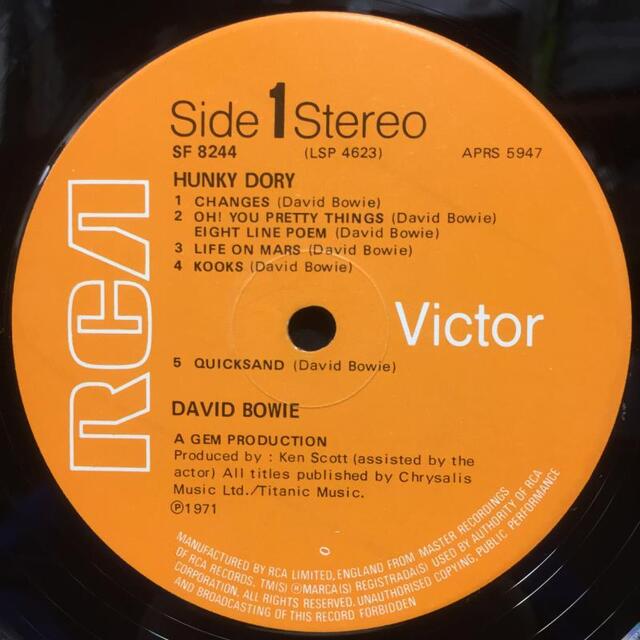 Side 1 Stereo
SF 8244 (LSP 4623) APRS 5947
HUNKY DORY
1 CHANGES (David Bowie)
2 OH! YOU PRETTY THINGS (David Bowie)
EIGHT LINE POEM (David Bowie)
3 LIFE ON MARS (David Bowie)
4 KOOKS (David Bowie)
RCA
Victor
5 QUICKSAND (David Bowie)
DAVID BOWIE
A GEM PRODUCTION
Produced by : Ken Scott (assisted by the
actor) All titles published by Chrysalis
Music Ltd./Titanic Music.
Ⓟ1971
MANUFACTURED BY RCA LIMITED, ENGLAND FROM MASTER RECORDINGS
OF RCA RECORDS, TM(S) ® MARCA(S) REGISTRADA(S) USED BY AUTHORITY OF RCA
CORPORATION. ALL RIGHTS RESERVED. UNAUTHORISED COPYING, PUBLIC PERFORMANCE
AND BROADCASTING OF THIS RECORD FORBIDDEN